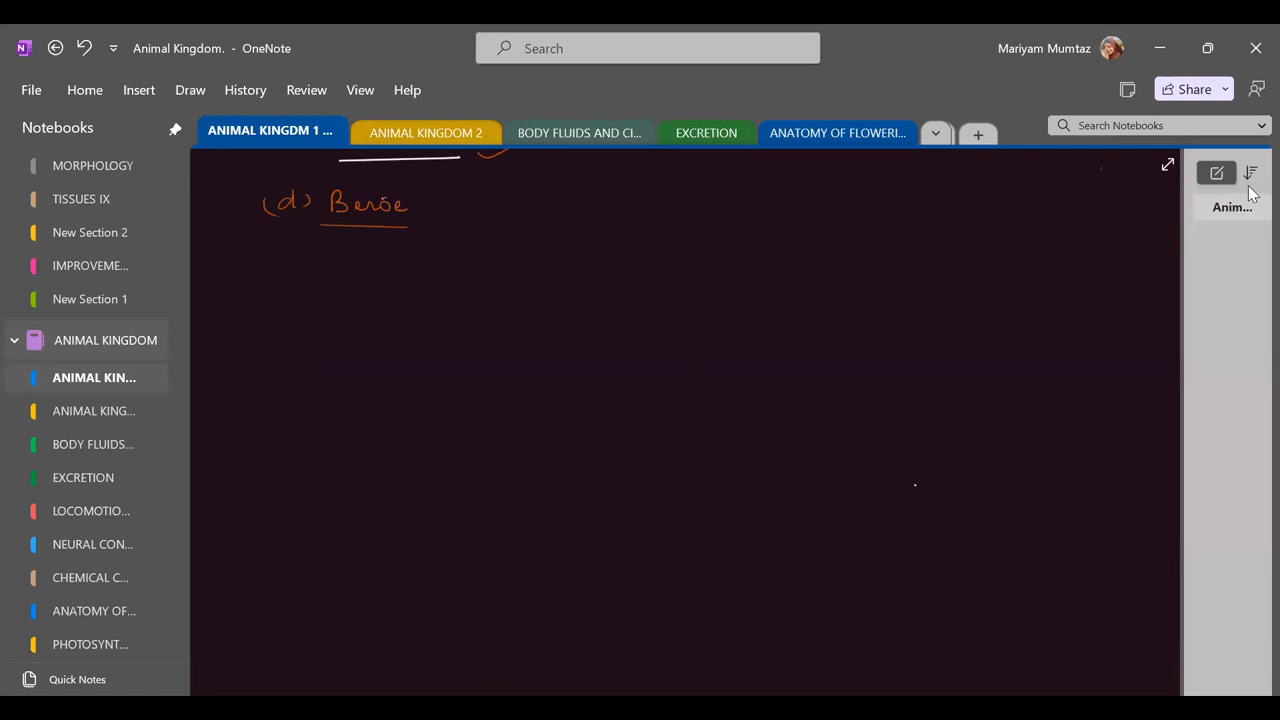 Animal Kingdom. - OneNote
Search
Mariyam Mumtaz
File Home Insert Draw History Review View Help
Share
Notebooks
ANIMAL KINGDM 1 ...
ANIMAL KINGDOM 2
BODY FLUIDS AND CI...
EXCRETION
ANATOMY OF FLOWERI...
Search Notebooks
MORPHOLOGY
TISSUES IX
New Section 2
IMPROVEME...
New Section 1
ANIMAL KINGDOM
ANIMAL KIN...
ANIMAL KING...
BODY FLUIDS...
EXCRETION
LOCOMOTIO...
NEURAL CON...
CHEMICAL C...
ANATOMY OF...
PHOTOSYNT...
Quick Notes
(d) Beroe
Anim...